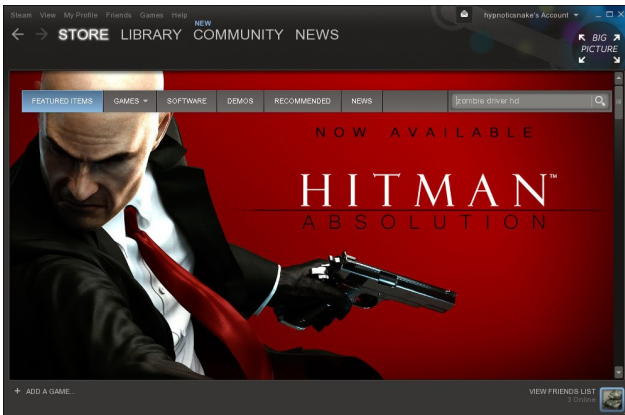 Steam View My Profile Friends Games Help
hypnoticsnake's Account
NEW
STORE LIBRARY COMMUNITY NEWS
BIG
PICTURE
FEATURED ITEMS GAMES SOFTWARE DEMOS RECOMMENDED NEWS
zombie driver hd
NOW AVAILABLE
HITMAN™
ABSOLUTION
+ ADD A GAME...
VIEW FRIENDS LIST
3 Online